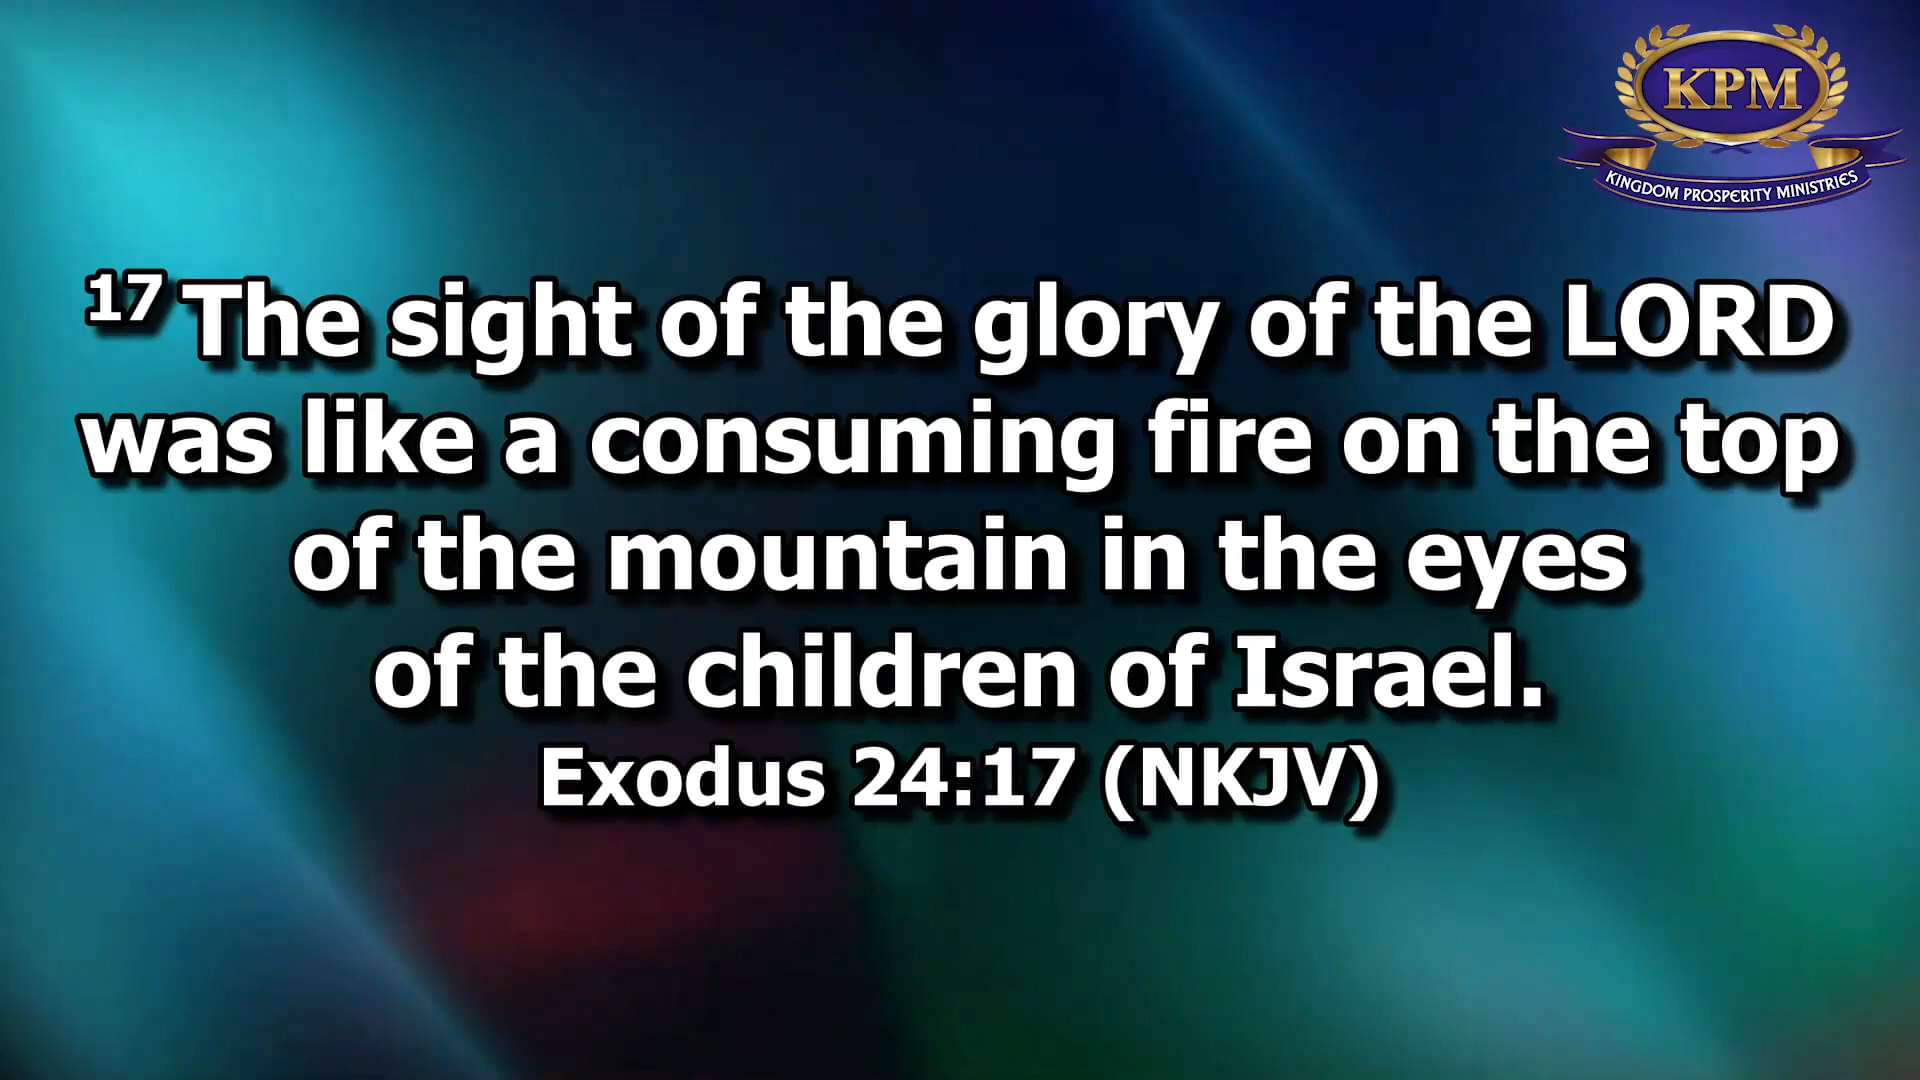 KPM
KINGDOM PROSPERITY MINISTRIES
17 The sight of the glory of the LORD
was like a consuming fire on the top
of the mountain in the eyes
of the children of Israel.
Exodus 24:17 (NKJV)